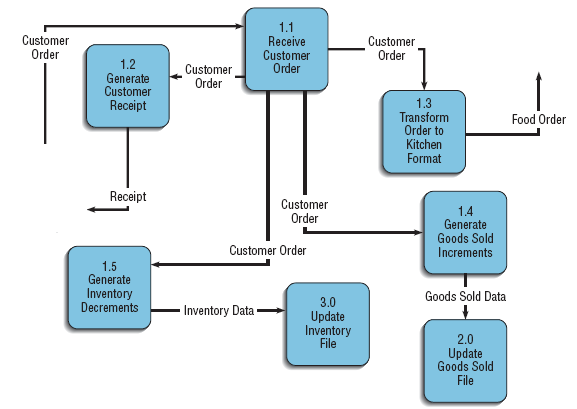 Customer
Order
1.1
Receive
Customer
Order
Customer
Order
1.2
Generate
Customer
Receipt
Customer
Order
1.3
Transform
Order to
Kitchen
Format
Food Order
Receipt
Customer
Order
1.4
Generate
Goods Sold
Increments
Customer Order
1.5
Generate
Inventory
Decrements
Inventory Data
3.0
Update
Inventory
File
Goods Sold Data
2.0
Update
Goods Sold
File